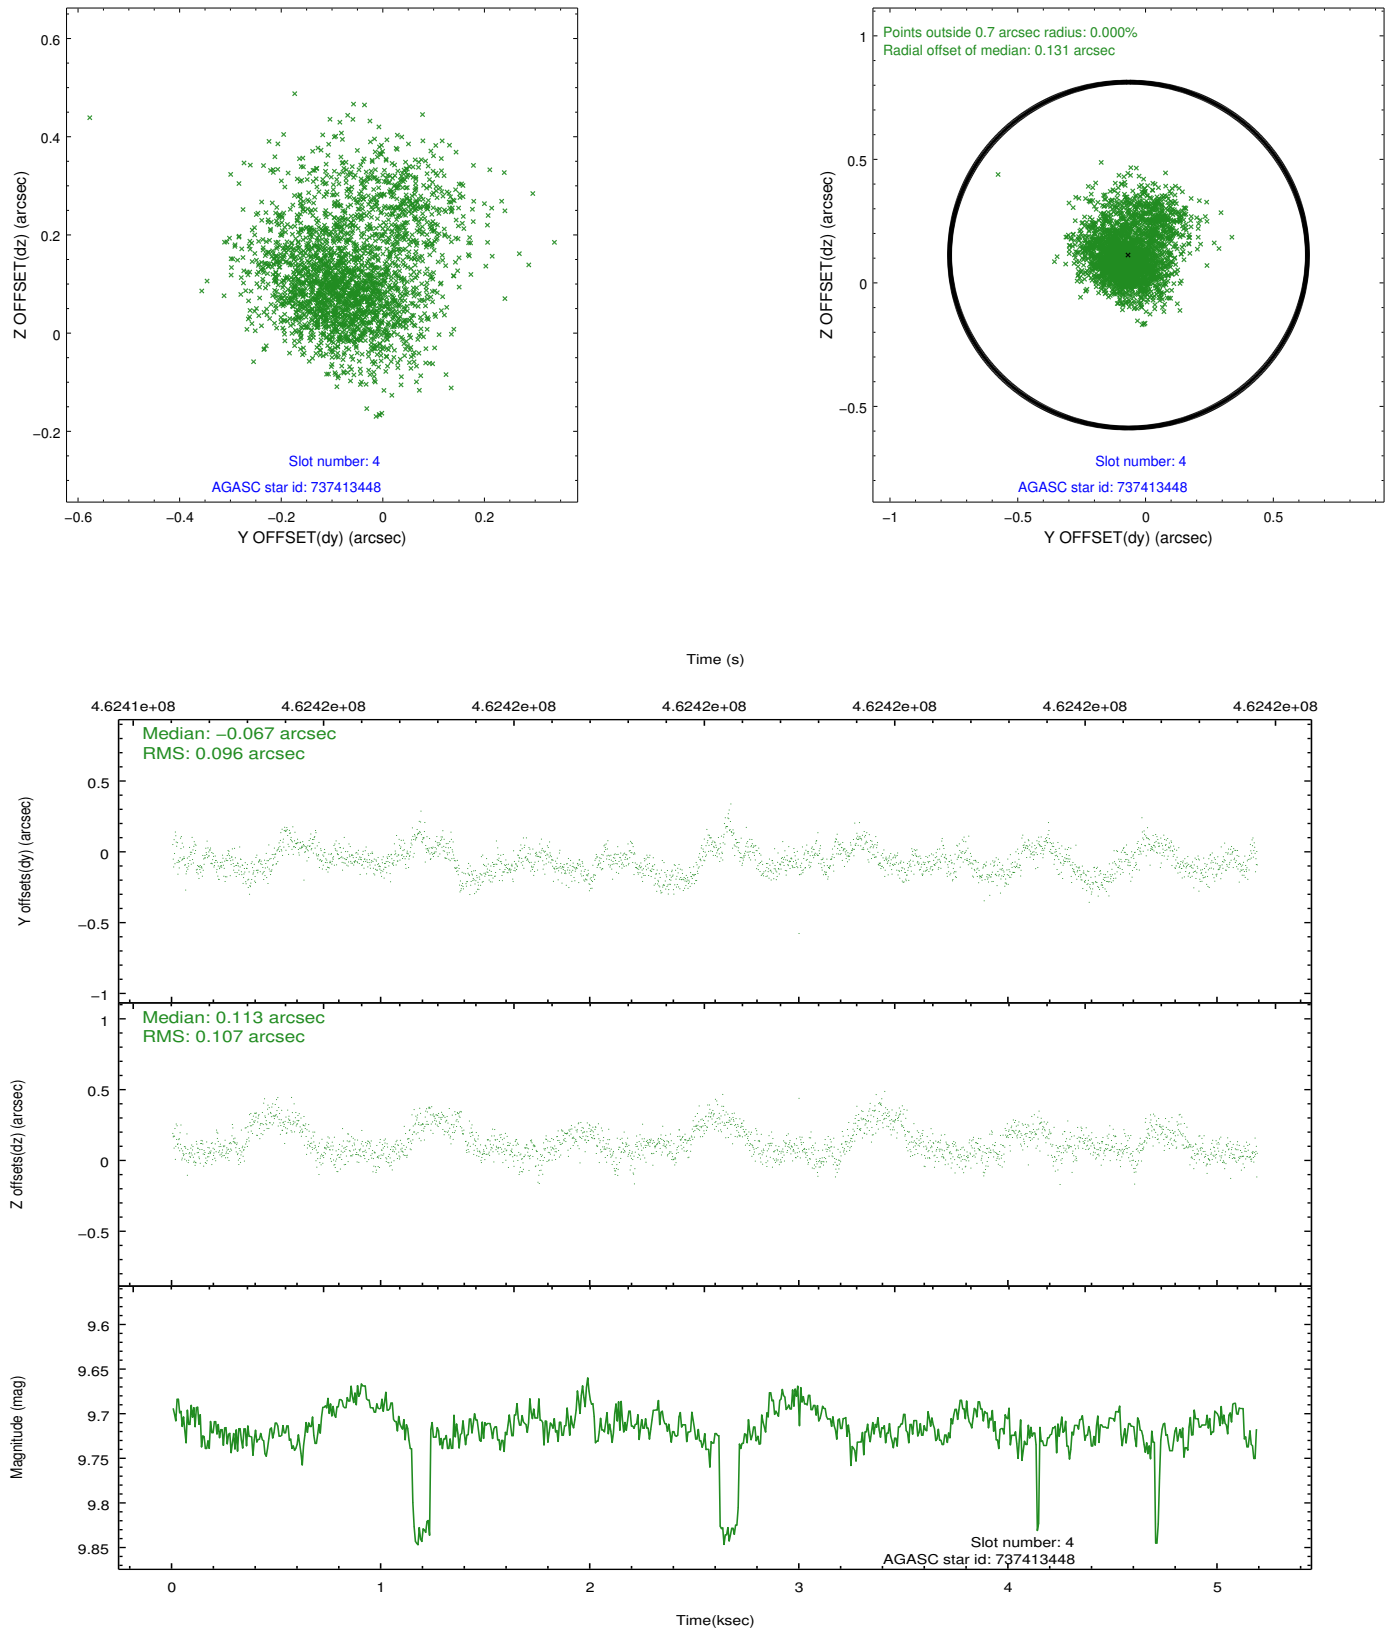 0.6
0.4
0.2
0
−0.2
Z OFFSET(dz) (arcsec)
Slot number: 4
AGASC star id: 737413448
−0.6 −0.4 −0.2 0 0.2
Y OFFSET(dy) (arcsec)
Points outside 0.7 arcsec radius: 0.000%
Radial offset of median: 0.131 arcsec
1
0.5
0
−0.5
Z OFFSET(dz) (arcsec)
Slot number: 4
AGASC star id: 737413448
−1 −0.5 0 0.5
Y OFFSET(dy) (arcsec)
Time (s)
4.6241e+08 4.6242e+08 4.6242e+08 4.6242e+08 4.6242e+08 4.6242e+08 4.6242e+08
Median: −0.067 arcsec
RMS: 0.096 arcsec
0.5
0
−0.5
−1
Y offsets(dy) (arcsec)
Median: 0.113 arcsec
RMS: 0.107 arcsec
1
0.5
0
−0.5
Z offsets(dz) (arcsec)
9.6
9.65
9.7
9.75
9.8
9.85
Magnitude (mag)
Slot number: 4
AGASC star id: 737413448
0 1 2 3 4 5
Time(ksec)